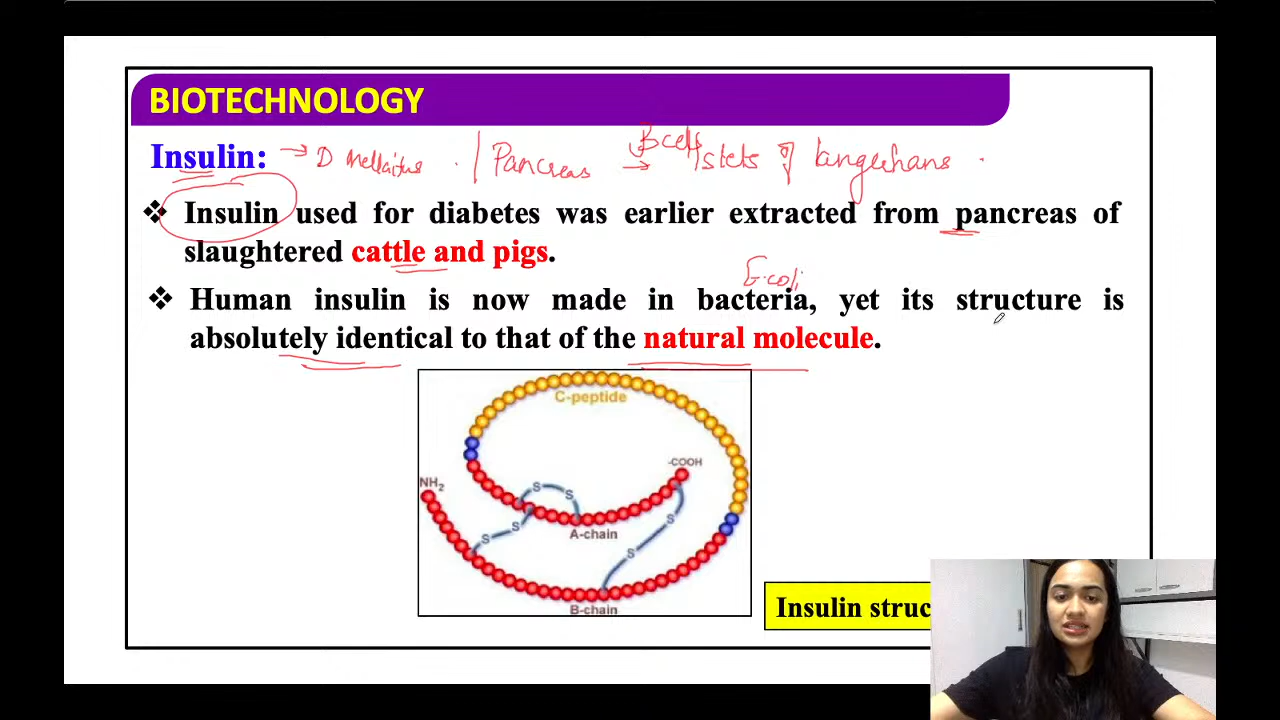 BIOTECHNOLOGY
B cells
Insulin: → D Mellaitus . / Pancreas → Islets of langerhans .
❖ Insulin used for diabetes was earlier extracted from pancreas of
slaughtered cattle and pigs.
E.coli
❖ Human insulin is now made in bacteria, yet its structure is
absolutely identical to that of the natural molecule.
C-peptide
-COOH
NH2
S S
S S
S S
A-chain
B-chain
Insulin struc